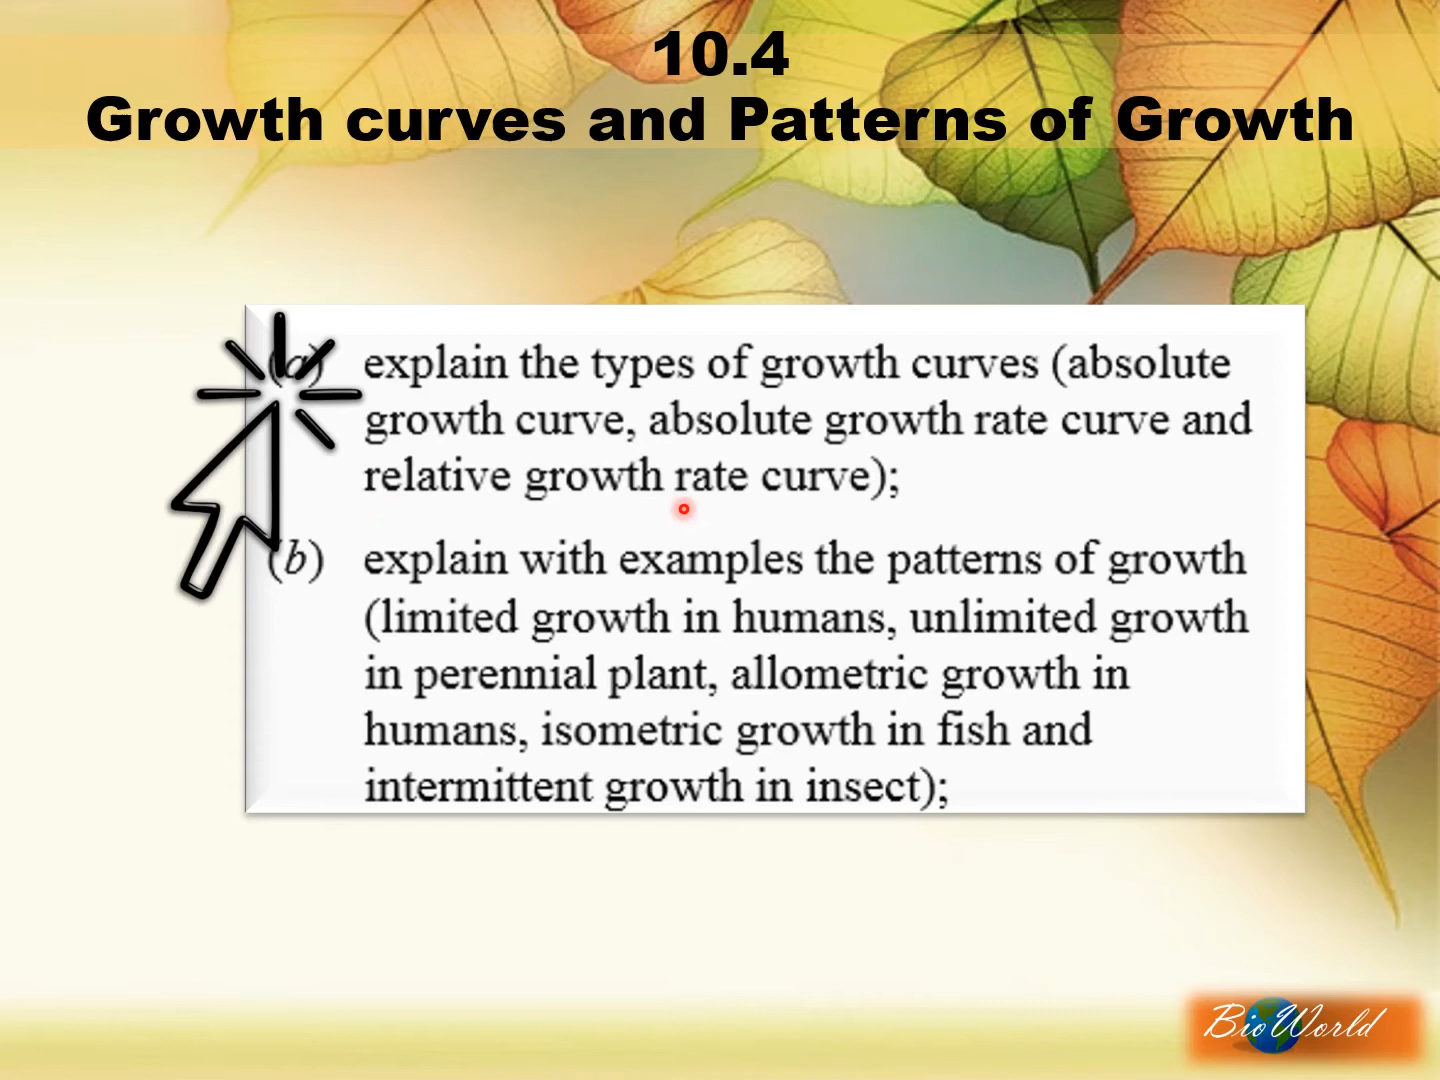 10.4
Growth curves and Patterns of Growth
(a) explain the types of growth curves (absolute
growth curve, absolute growth rate curve and
relative growth rate curve);
(b) explain with examples the patterns of growth
(limited growth in humans, unlimited growth
in perennial plant, allometric growth in
humans, isometric growth in fish and
intermittent growth in insect);
BioWorld